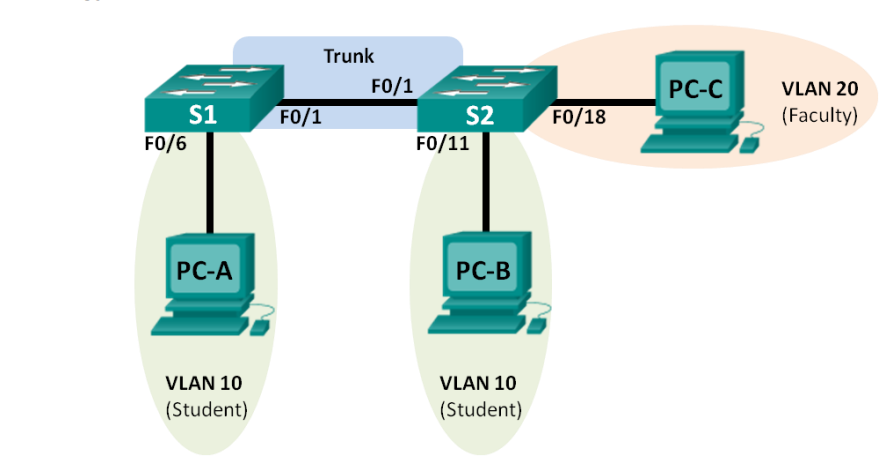 Trunk
F0/1
S1
F0/1
S2
F0/18
PC-C
VLAN 20
(Faculty)
F0/6
F0/11
PC-A
PC-B
VLAN 10
(Student)
VLAN 10
(Student)